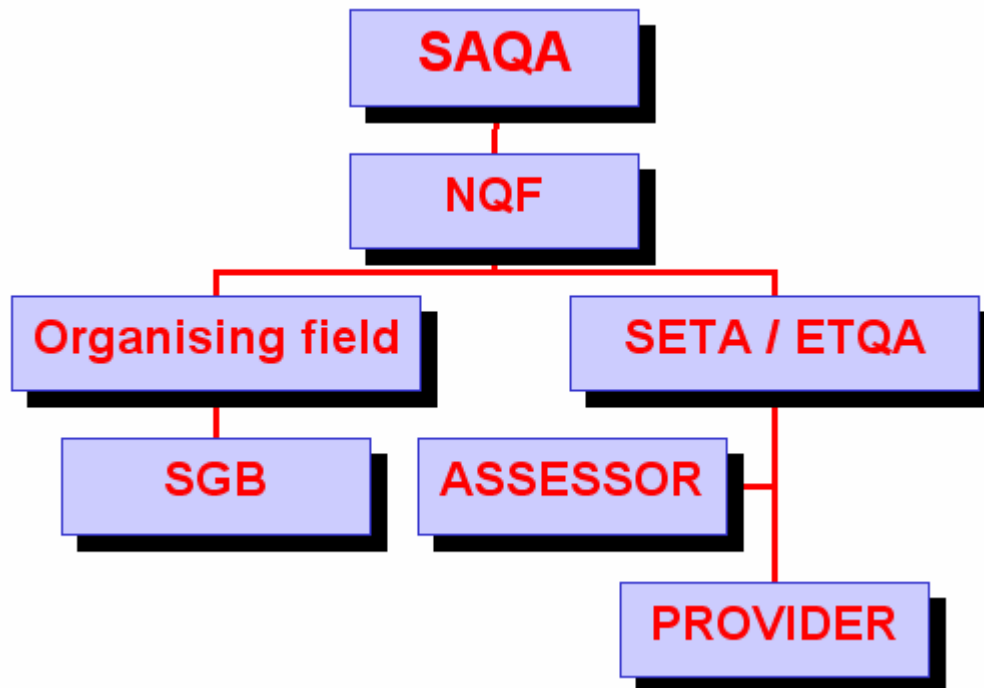 SAQA
NQF
Organising field
SETA / ETQA
SGB
ASSESSOR
PROVIDER